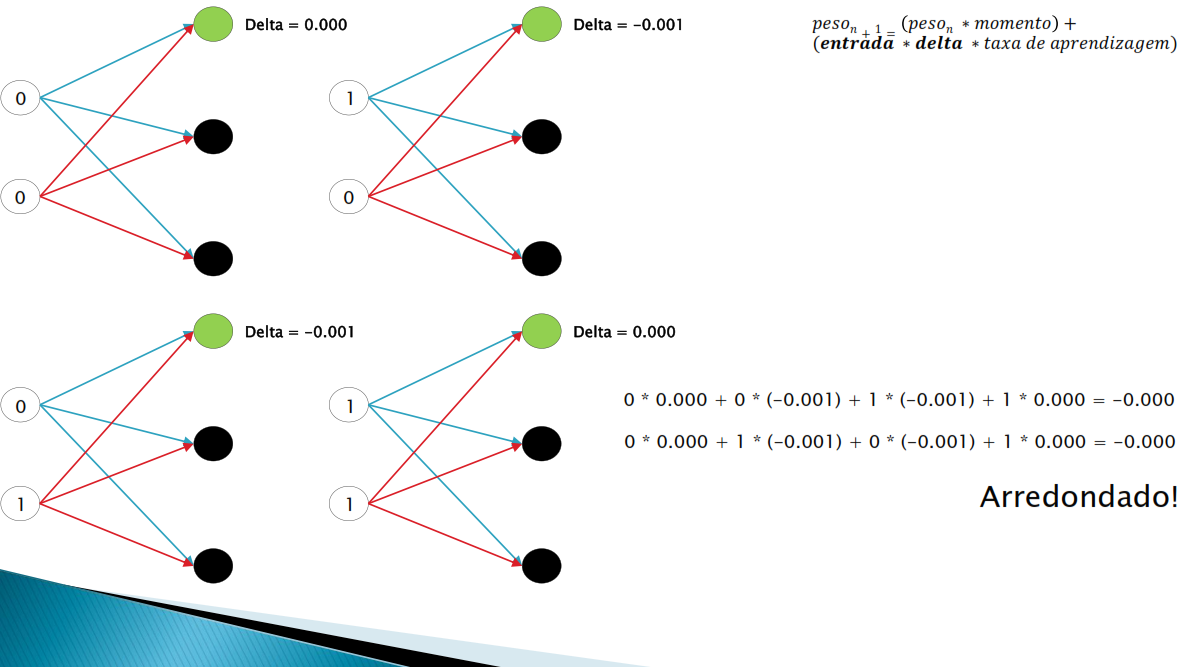 Delta = 0.000
0
0
Delta = –0.001
1
0
peso n + 1 = (peso n * momento) +
(entrada * delta * taxa de aprendizagem)
Delta = –0.001
0
1
Delta = 0.000
1
1
0 * 0.000 + 0 * (–0.001) + 1 * (–0.001) + 1 * 0.000 = –0.000
0 * 0.000 + 1 * (–0.001) + 0 * (–0.001) + 1 * 0.000 = –0.000
Arredondado!